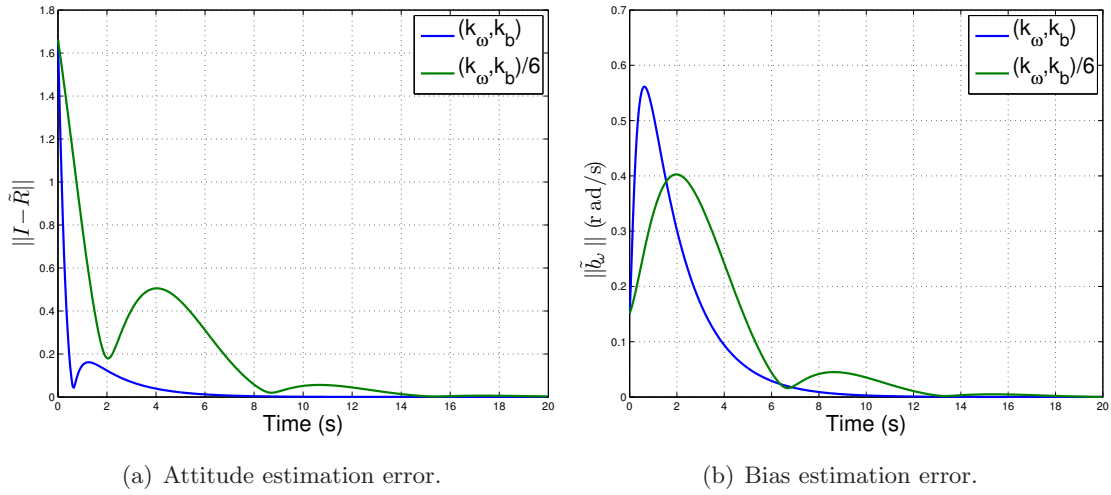 1.8
1.6
1.4
1.2
1
0.8
0.6
0.4
0.2
0
||I − R̃||
(k_ω,k_b)
(k_ω,k_b)/6
0 2 4 6 8 10 12 14 16 18 20
Time (s)
(a) Attitude estimation error.
0.7
0.6
0.5
0.4
0.3
0.2
0.1
0
||b̃_ω|| (rad/s)
(k_ω,k_b)
(k_ω,k_b)/6
0 2 4 6 8 10 12 14 16 18 20
Time (s)
(b) Bias estimation error.